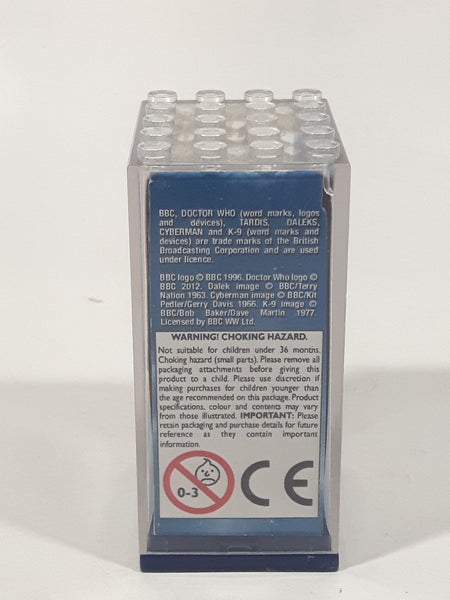 BBC, DOCTOR WHO (word marks, logos
and devices), TARDIS, DALEKS,
CYBERMAN and K-9 (word marks and
devices) are trade marks of the British
Broadcasting Corporation and are
used under licence.
BBC logo © BBC 1996. Doctor Who logo ©
BBC 2012. Dalek image © BBC/Terry
Nation 1963. Cyberman image © BBC/Kit
Pedler/Gerry Davis 1966. K-9 image ©
BBC/Bob Baker/Dave Martin 1977.
Licensed by BBC WW Ltd.
WARNING! CHOKING HAZARD.
Not suitable for children under 36 months.
Choking hazard (small parts). Please remove all
packaging attachments before giving this
product to a child. Please use discretion if
making purchases for children younger than
the age recommended on this package. Product
specifications, colour and contents may vary
from those illustrated. IMPORTANT: Please
retain packaging and purchase details for future
reference as they contain important
information.
0-3 CE